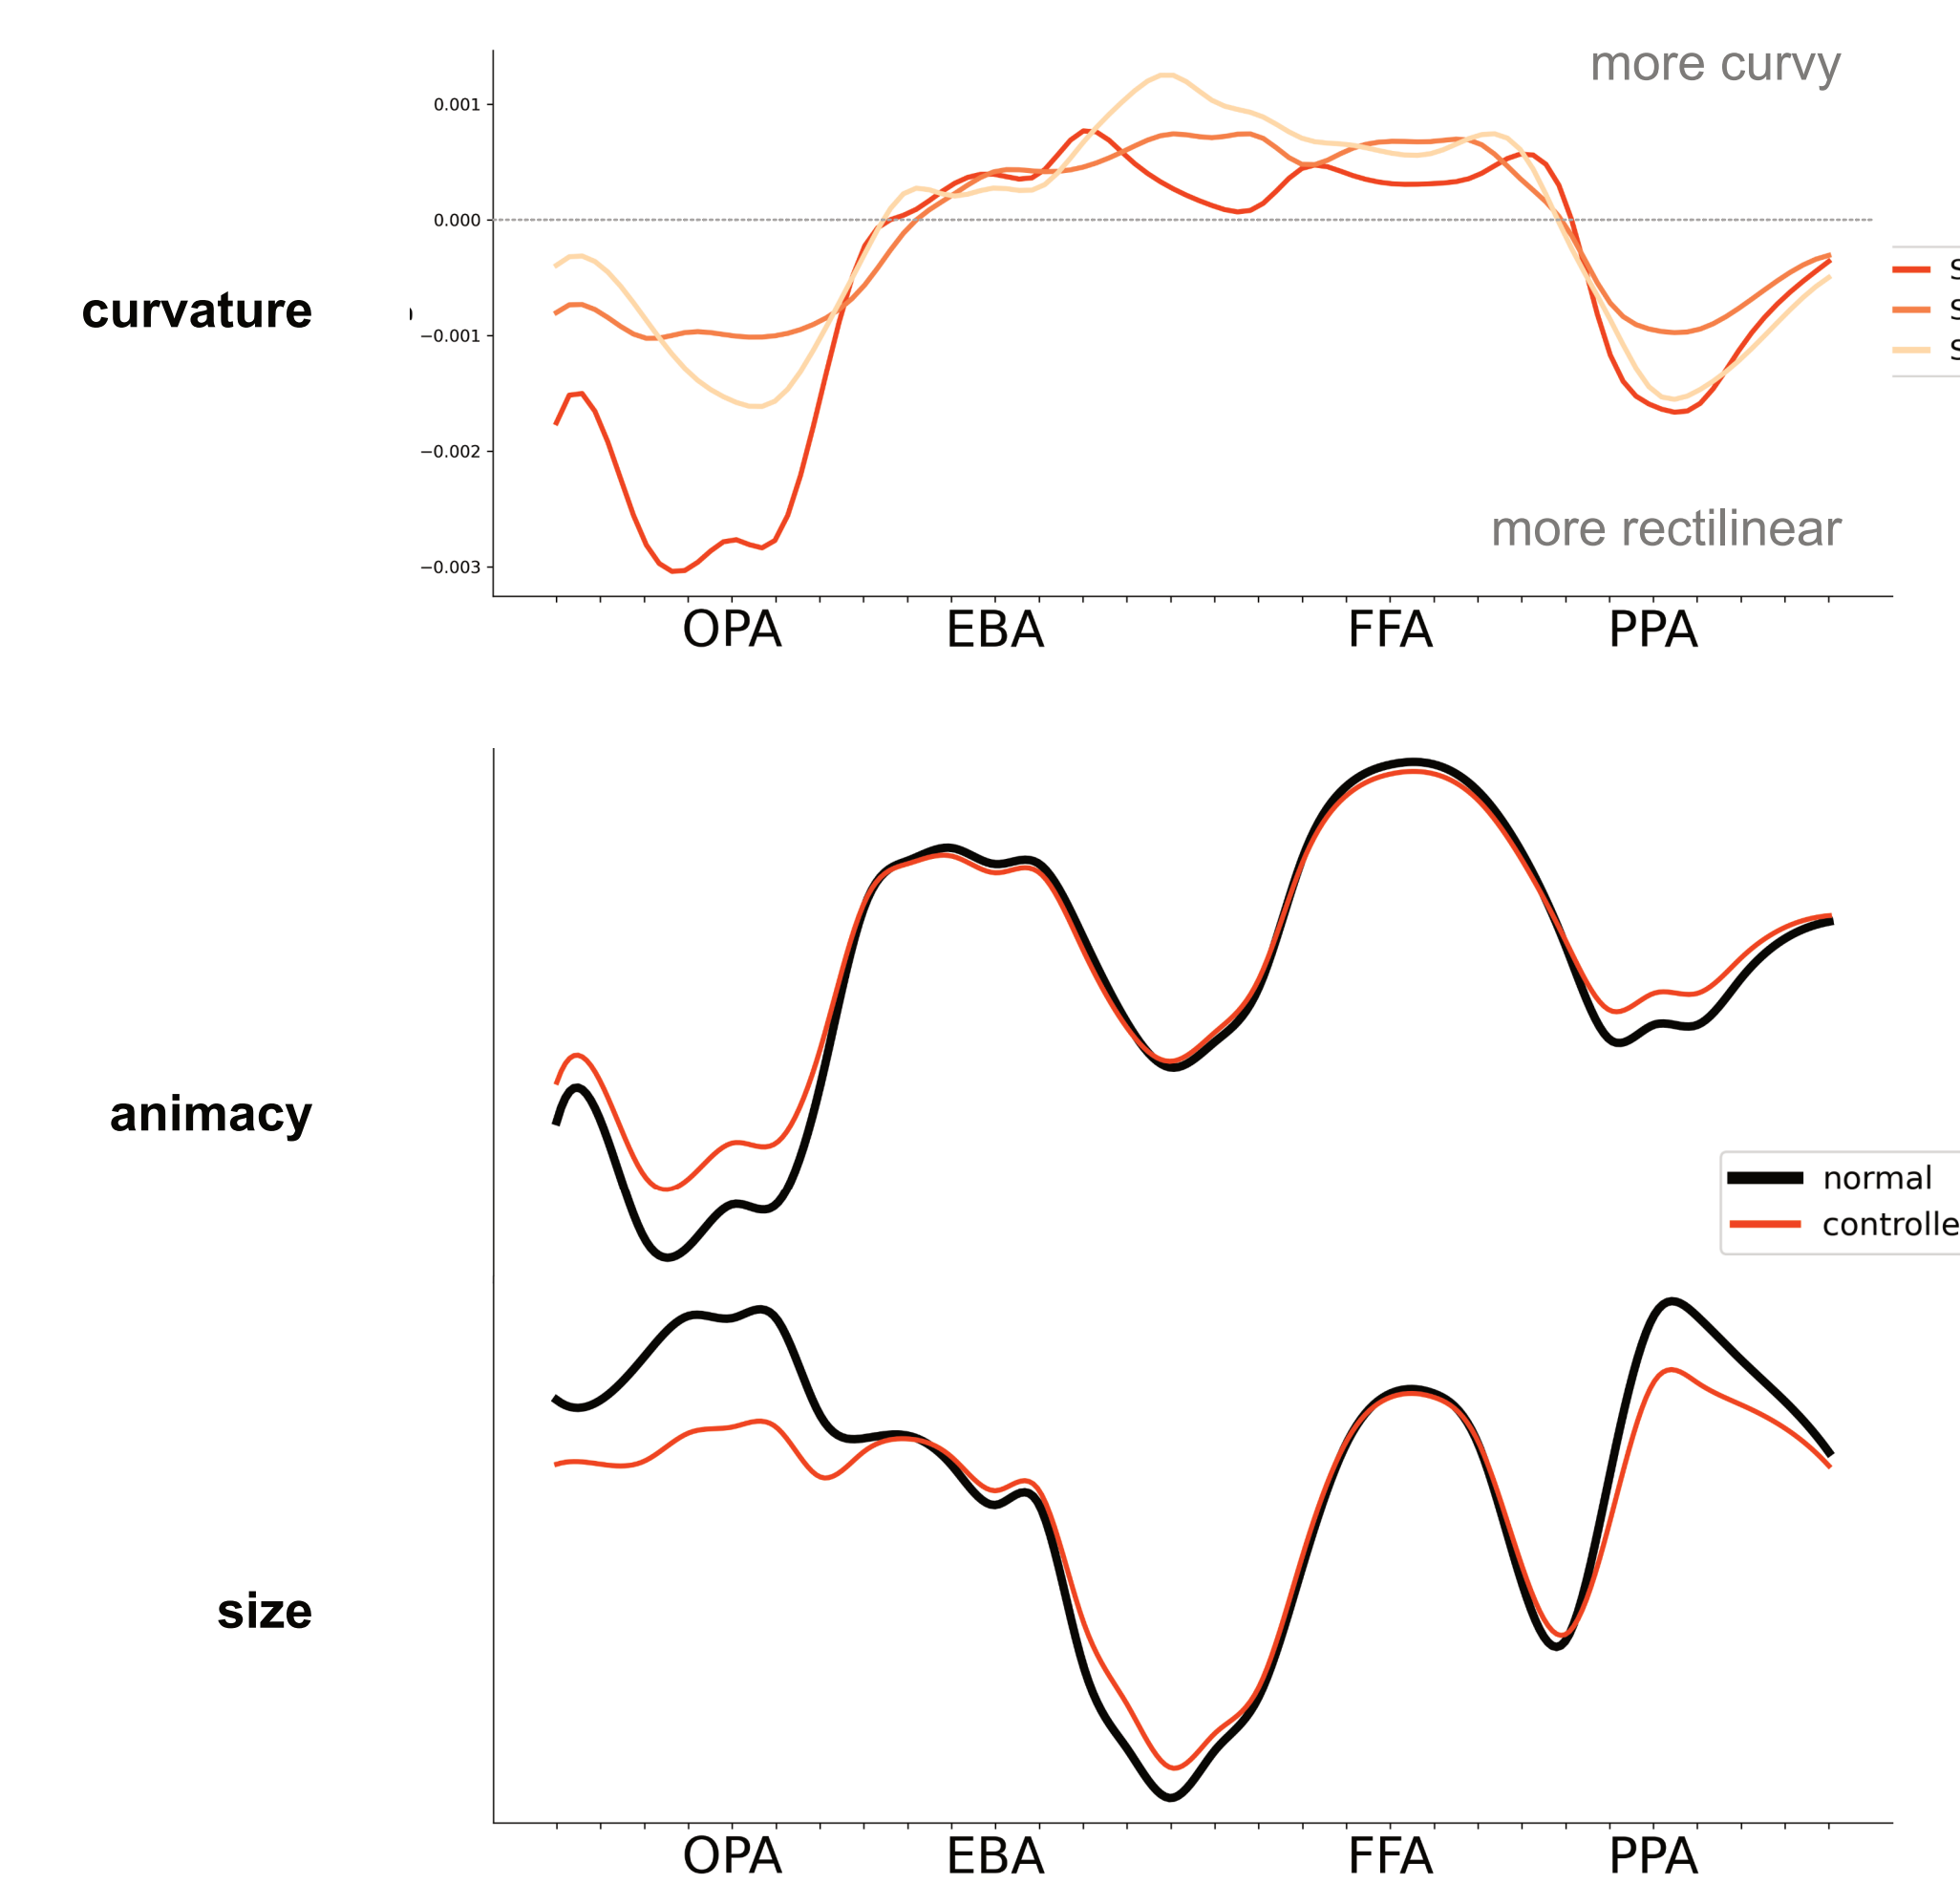 more curvy
0.001
0.000
curvature
−0.001
−0.002
more rectilinear
−0.003
OPA EBA FFA PPA
animacy
normal
size
OPA EBA FFA PPA